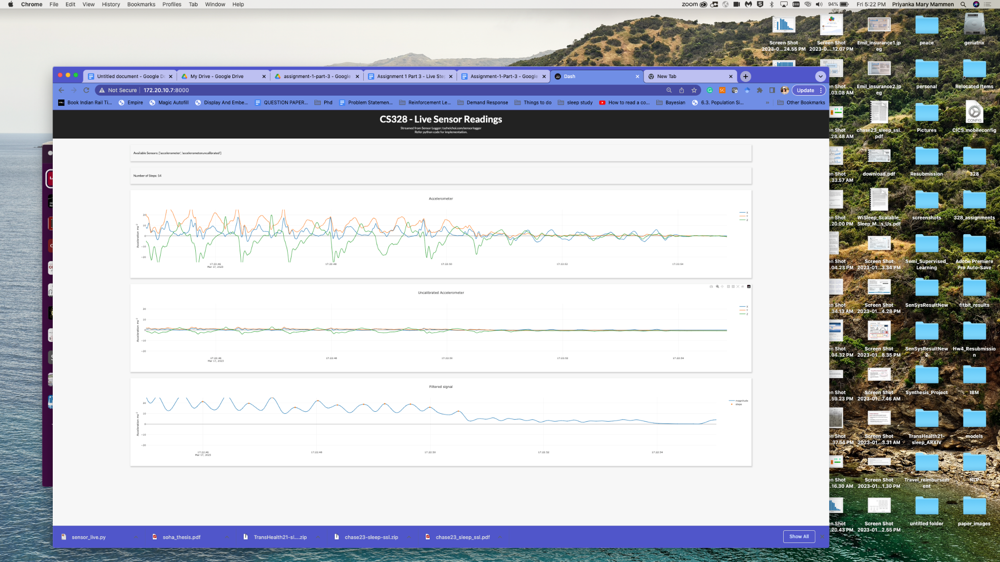 Chrome File Edit View History Bookmarks Profiles Tab Window Help
zoom 94% Fri 5:22 PM Priyanka Mary Mammen
Untitled document - Google Do
My Drive - Google Drive
assignment-1-part-3 - Google
Assignment 1 Part 3 - Live Ste
Assignment-1-Part-3 - Google
Dash
New Tab
Not Secure 172.20.10.7:8000
Update
Book Indian Rail Ti...
Empire
Magic Autofill
Display And Embe...
QUESTION PAPER...
Phd
Problem Statemen...
Reinforcement Le...
Demand Response
Things to do
sleep study
How to read a co...
Bayesian
6.3. Population Si...
»
Other Bookmarks
CS328 - Live Sensor Readings
Streamed from Sensor Logger: tszheichoi.com/sensorlogger
Refer python code for implementation.
Available Sensors: ['accelerometer', 'accelerometeruncalibrated']
Number of Steps: 14
Accelerometer
Acceleration ms⁻²
20
10
0
−10
−20
17:22:46
Mar 17, 2023
17:22:48
17:22:50
17:22:52
17:22:54
X
Y
Z
Uncalibrated Accelerometer
Acceleration ms⁻²
20
10
0
−10
−20
17:22:46
Mar 17, 2023
17:22:48
17:22:50
17:22:52
17:22:54
X
Y
Z
Filtered signal
Acceleration ms⁻²
20
10
0
−10
−20
17:22:46
Mar 17, 2023
17:22:48
17:22:50
17:22:52
17:22:54
magnitude
steps
sensor_live.py
soha_thesis.pdf
TransHealth21-sl....zip
chase23-sleep-ssl.zip
chase23_sleep_ssl.pdf
Show All
Screen Shot
2023-0...24.55 PM
Screen Shot
2023-0....12.07 PM
Emil_insurance1.jp
eg
peace
geriatrix
en Shot
.03.08 AM
Emil_insurance2.jp
eg
personal
Relocated Items
en Shot
.28.48 AM
chase23_sleep_ssl.
pdf
Pictures
CONFIG
CICS.mobileconfig
en Shot
.33.57 AM
download.pdf
Resubmission
328
en Shot
.20.00 PM
WiSleep_Scalable_
Sleep_M...s_Us.pdf
screenshots
328_assignments
en Shot
.04.23 PM
Screen Shot
2023-01...3.34 PM
Semi_Supervised_
Learning
Adobe Premiere
Pro Auto-Save
en Shot
.34.13 AM
Screen Shot
2023-01...4.28 PM
SenSysResultNew
fitbit_results
en Shot
.04.32 PM
Screen Shot
2023-01...8.35 PM
SenSysResultNew
2
Hw4_Resubmissio
n
en Shot
.59.23 PM
Screen Shot
2023-01...7.46 AM
Synthesis_Project
IBM
en Shot
.37.54 PM
Screen Shot
2023-01...3.31 AM
TransHealth21-
sleep_ARXIV
models
en Shot
.16.30 AM
Screen Shot
2023-01...1.30 PM
Travel_reimbursem
ent
NLP
en Shot
.20.43 PM
Screen Shot
2023-01...2.55 PM
untitled folder
paper_images